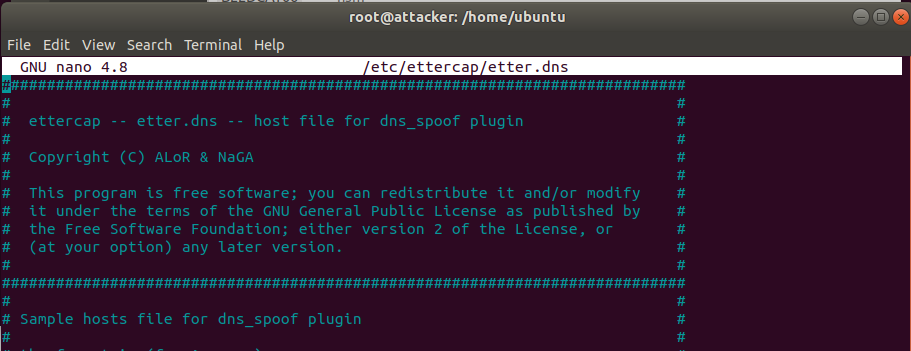 root@attacker: /home/ubuntu
File Edit View Search Terminal Help
GNU nano 4.8 /etc/ettercap/etter.dns
############################################################################
# #
# ettercap -- etter.dns -- host file for dns_spoof plugin #
# #
# Copyright (C) ALoR & NaGA #
# #
# This program is free software; you can redistribute it and/or modify #
# it under the terms of the GNU General Public License as published by #
# the Free Software Foundation; either version 2 of the License, or #
# (at your option) any later version. #
# #
############################################################################
# #
# Sample hosts file for dns_spoof plugin #
# #